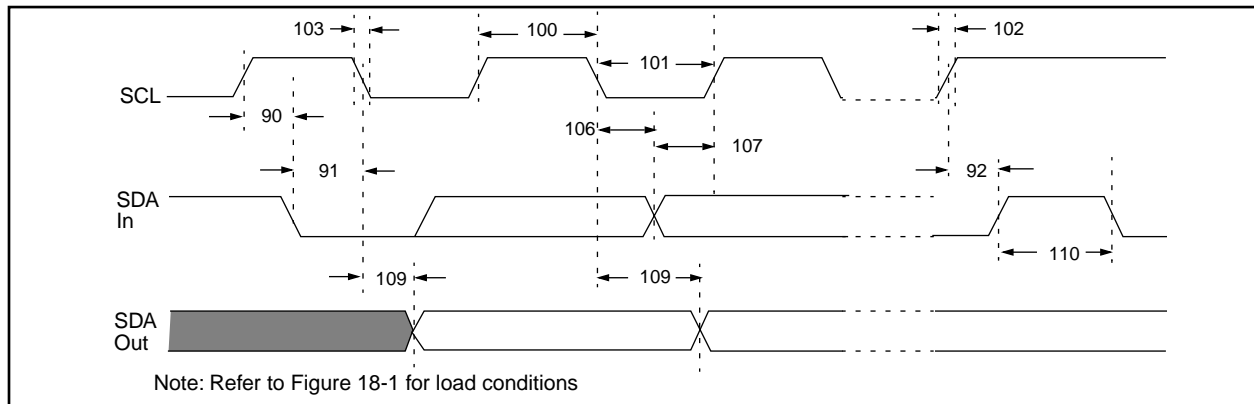 103
100
102
101
SCL
90
106
107
91
92
SDA
In
109
109
110
SDA
Out
Note: Refer to Figure 18-1 for load conditions